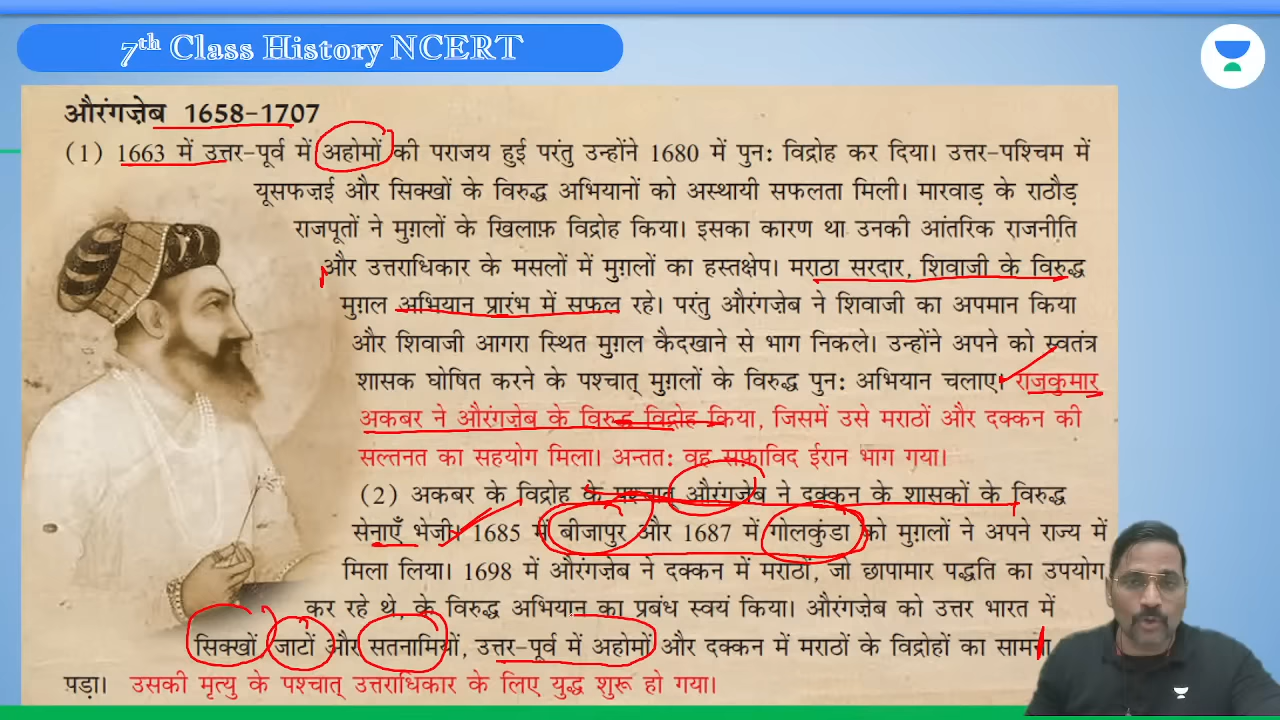 7th Class History NCERT
औरंगज़ेब 1658-1707
(1) 1663 में उत्तर-पूर्व में अहोमों की पराजय हुई परंतु उन्होंने 1680 में पुन: विद्रोह कर दिया। उत्तर-पश्चिम में
यूसफज़ई और सिक्खों के विरुद्ध अभियानों को अस्थायी सफलता मिली। मारवाड़ के राठौड़
राजपूतों ने मुग़लों के खिलाफ़ विद्रोह किया। इसका कारण था उनकी आंतरिक राजनीति
और उत्तराधिकार के मसलों में मुग़लों का हस्तक्षेप। मराठा सरदार, शिवाजी के विरुद्ध
मुग़ल अभियान प्रारंभ में सफल रहे। परंतु औरंगज़ेब ने शिवाजी का अपमान किया
और शिवाजी आगरा स्थित मुग़ल कैदखाने से भाग निकले। उन्होंने अपने को स्वतंत्र
शासक घोषित करने के पश्चात् मुग़लों के विरुद्ध पुन: अभियान चलाए। राजकुमार
अकबर ने औरंगज़ेब के विरुद्ध विद्रोह किया, जिसमें उसे मराठों और दक्कन की
सल्तनत का सहयोग मिला। अन्तत: वह सफ़ाविद ईरान भाग गया।
(2) अकबर के विद्रोह के पश्चात औरंगज़ेब ने दक्कन के शासकों के विरुद्ध
सेनाएँ भेजी। 1685 में बीजापुर और 1687 में गोलकुंडा को मुग़लों ने अपने राज्य में
मिला लिया। 1698 में औरंगज़ेब ने दक्कन में मराठों, जो छापामार पद्धति का उपयोग
कर रहे थे, के विरुद्ध अभियान का प्रबंध स्वयं किया। औरंगज़ेब को उत्तर भारत में
सिक्खों, जाटों और सतनामियों, उत्तर-पूर्व में अहोमों और दक्कन में मराठों के विद्रोहों का सामना
पड़ा। उसकी मृत्यु के पश्चात् उत्तराधिकार के लिए युद्ध शुरू हो गया।